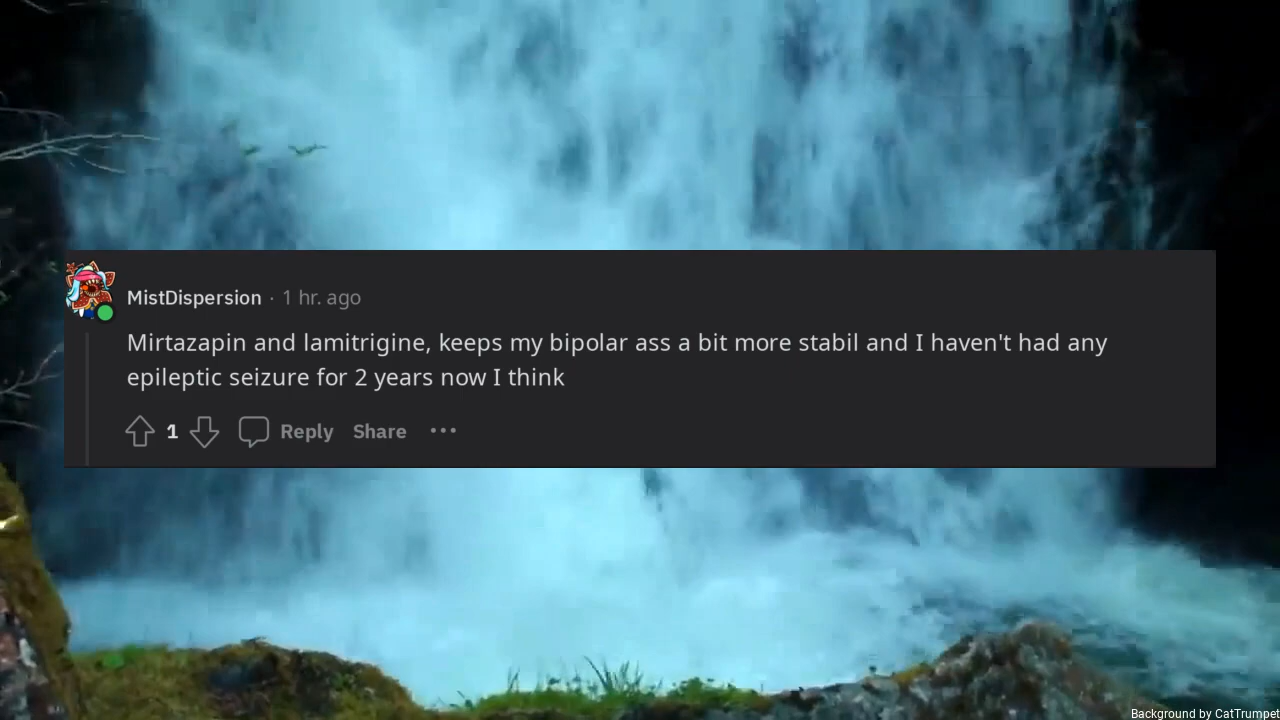 MistDispersion · 1 hr. ago
Mirtazapin and lamitrigine, keeps my bipolar ass a bit more stabil and I haven't had any
epileptic seizure for 2 years now I think
1 Reply Share ···
Background by CatTrumpet